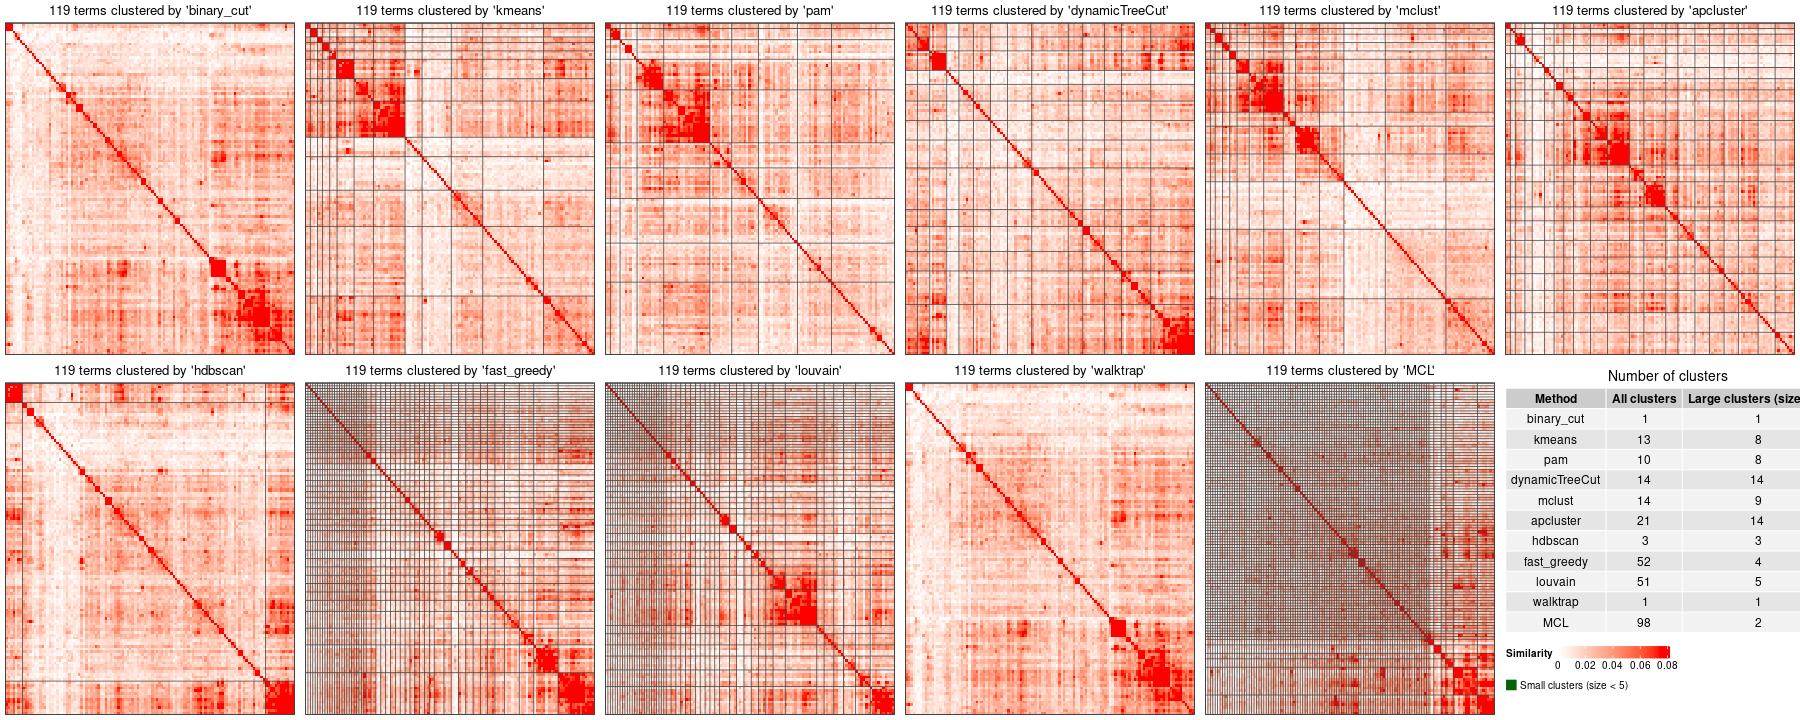 119 terms clustered by 'binary_cut'
119 terms clustered by 'kmeans'
119 terms clustered by 'pam'
119 terms clustered by 'dynamicTreeCut'
119 terms clustered by 'mclust'
119 terms clustered by 'apcluster'
119 terms clustered by 'hdbscan'
119 terms clustered by 'fast_greedy'
119 terms clustered by 'louvain'
119 terms clustered by 'walktrap'
119 terms clustered by 'MCL'
Number of clusters
Method All clusters Large clusters (size
binary_cut 1 1
kmeans 13 8
pam 10 8
dynamicTreeCut 14 14
mclust 14 9
apcluster 21 14
hdbscan 3 3
fast_greedy 52 4
louvain 51 5
walktrap 1 1
MCL 98 2
Similarity
0 0.02 0.04 0.06 0.08
Small clusters (size < 5)